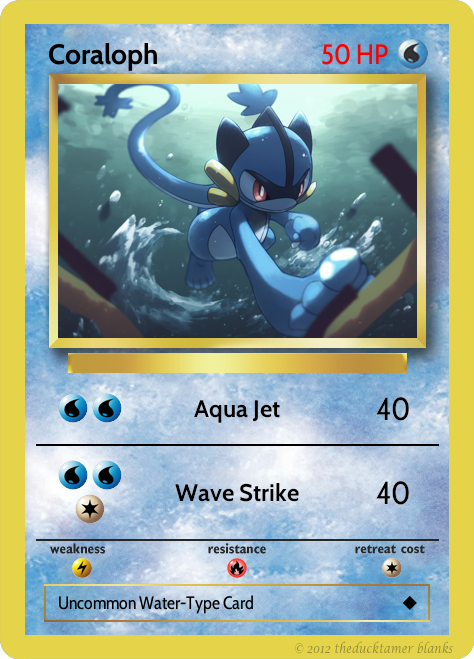 Coraloph
50 HP
Aqua Jet 40
Wave Strike 40
weakness resistance retreat cost
Uncommon Water-Type Card
© 2012 theducktamer blanks